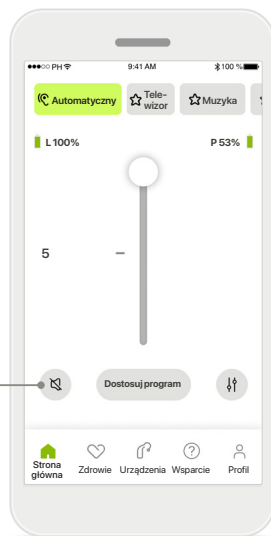 PH 9:41 AM 100 %
Automatyczny Tele-
wizor Muzyka
L 100% P 53%
5
Dostosuj program
Strona
główna Zdrowie Urządzenia Wsparcie Profil